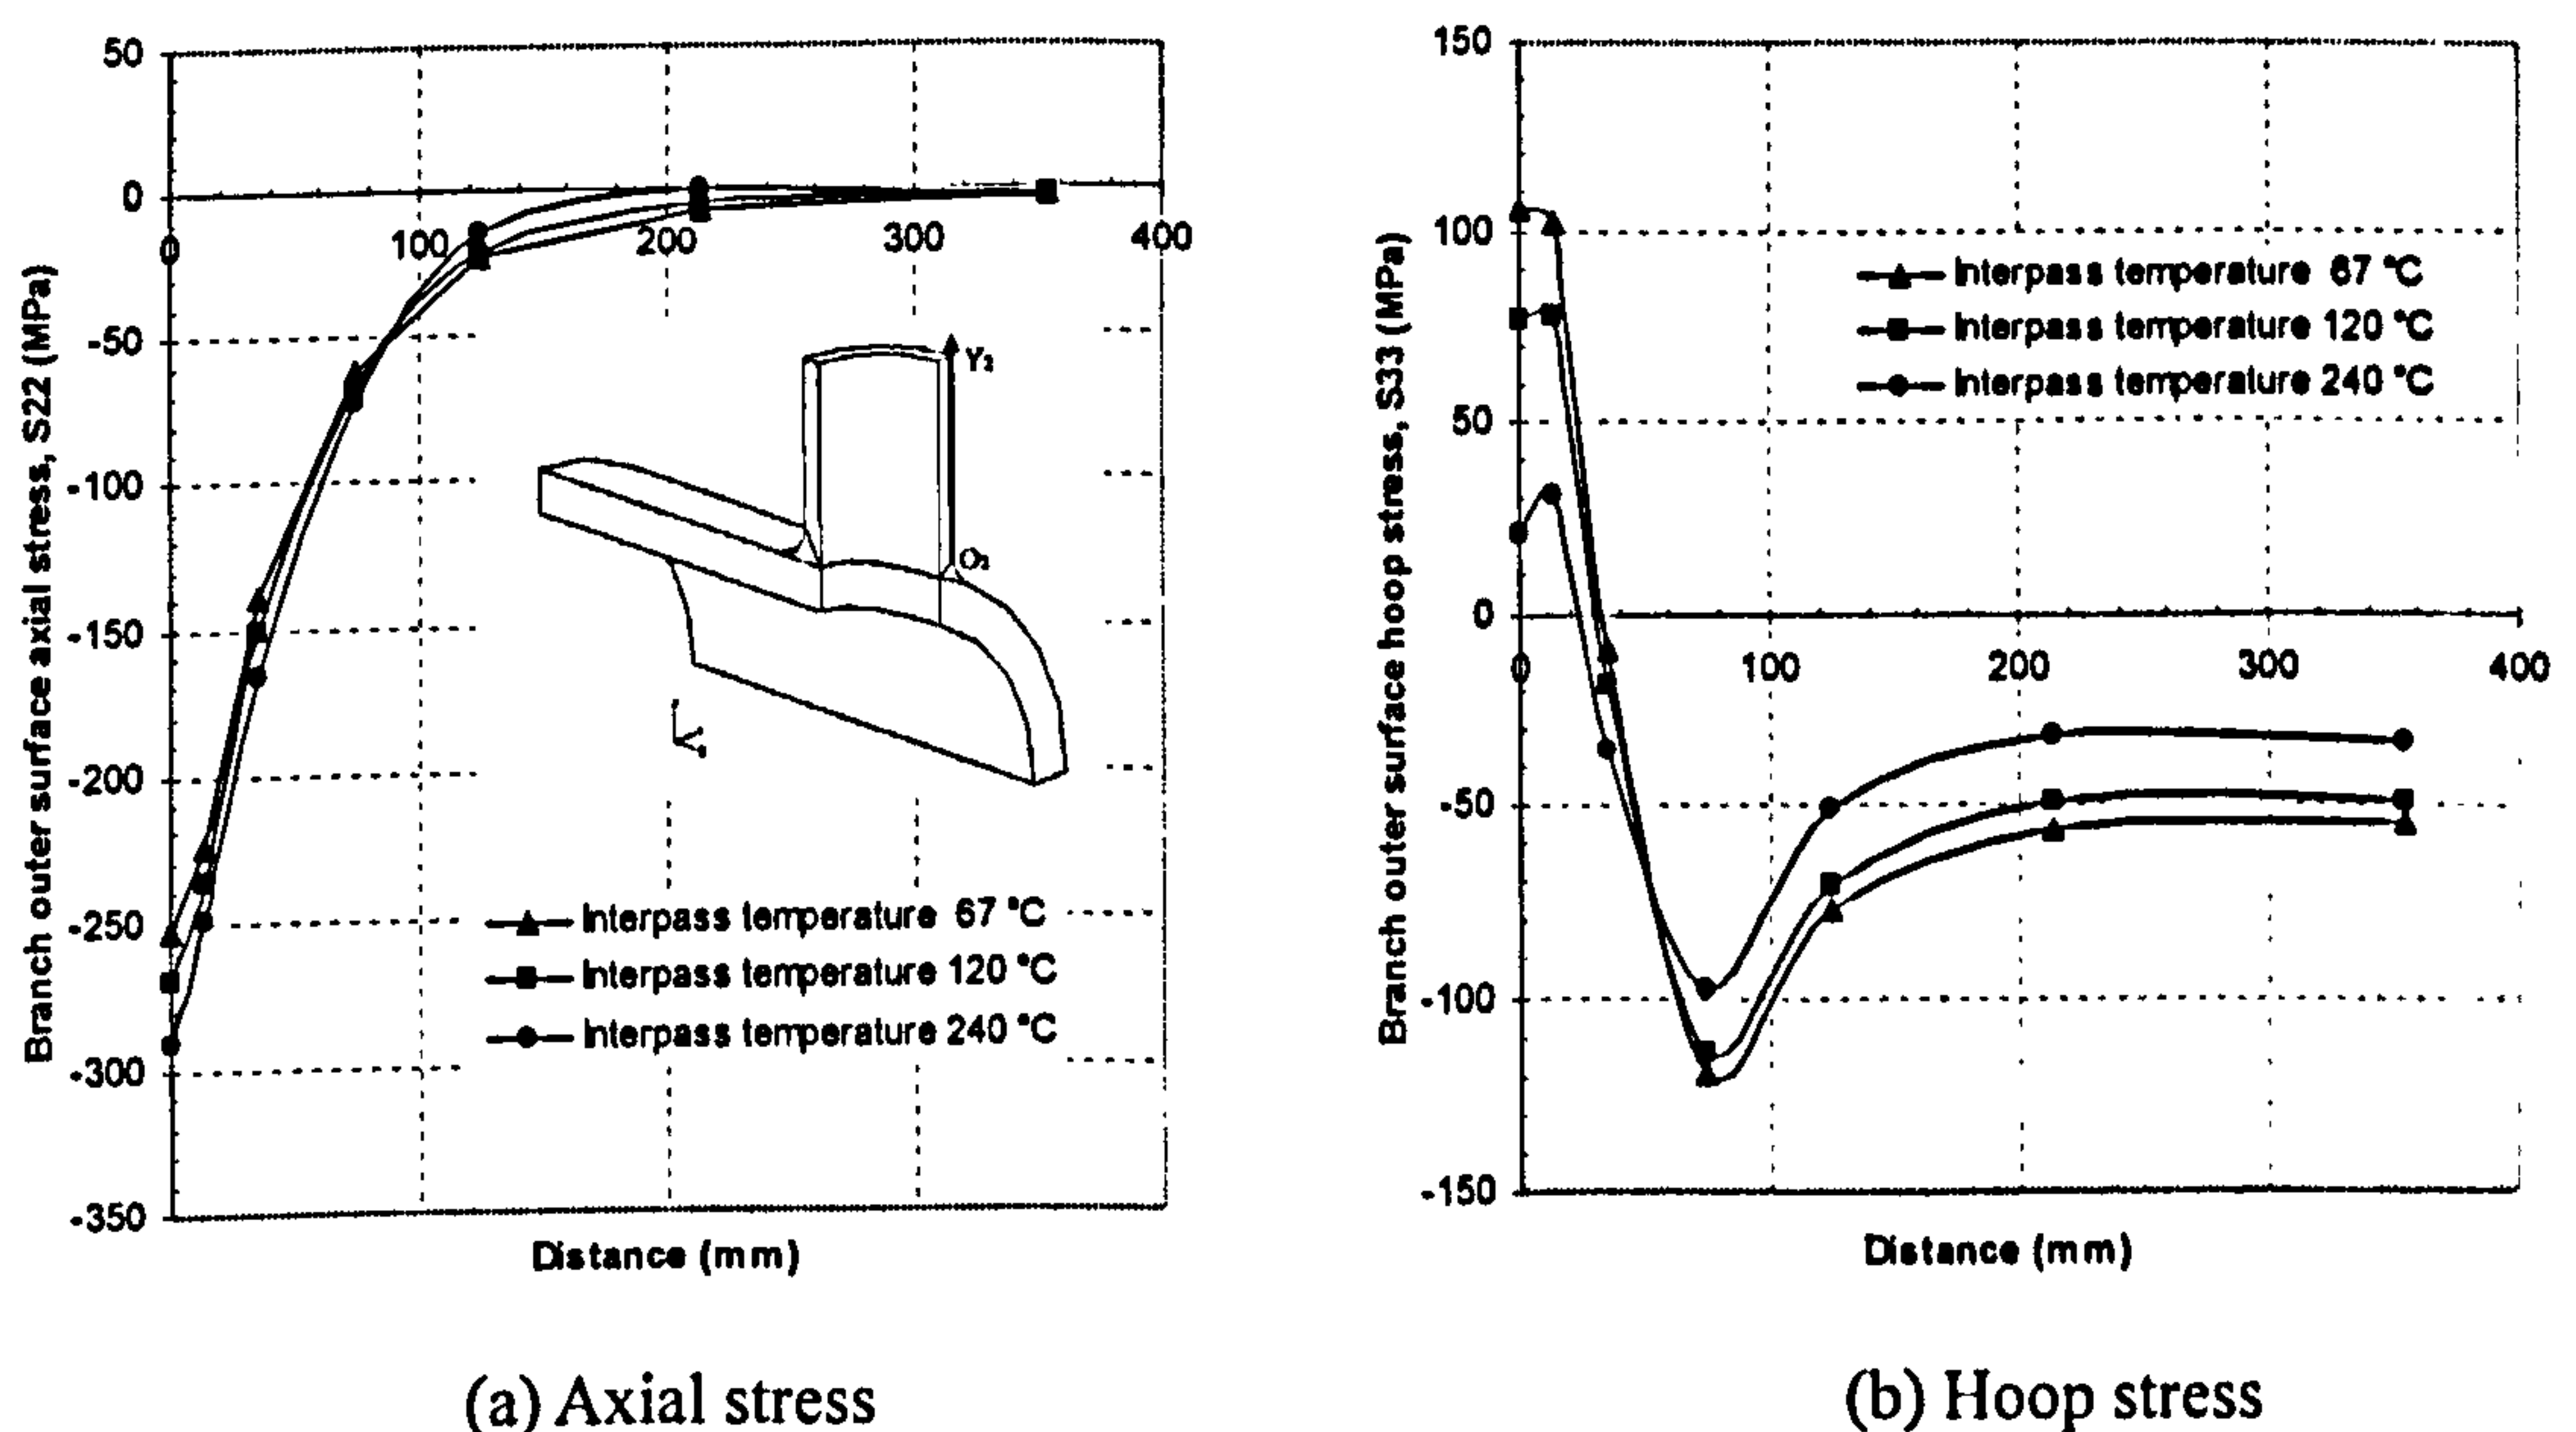 50
0
-50
-100
-150
-200
-250
-300
-350
0
100
200
300
400
Branch outer surface axial stress, S22 (MPa)
Y₂
O₂
Interpass temperature 67 °C
Interpass temperature 120 °C
Interpass temperature 240 °C
Distance (mm)
(a) Axial stress
150
100
50
0
-50
-100
-150
0
100
200
300
400
Branch outer surface hoop stress, S33 (MPa)
Interpass temperature 67 °C
Interpass temperature 120 °C
Interpass temperature 240 °C
Distance (mm)
(b) Hoop stress